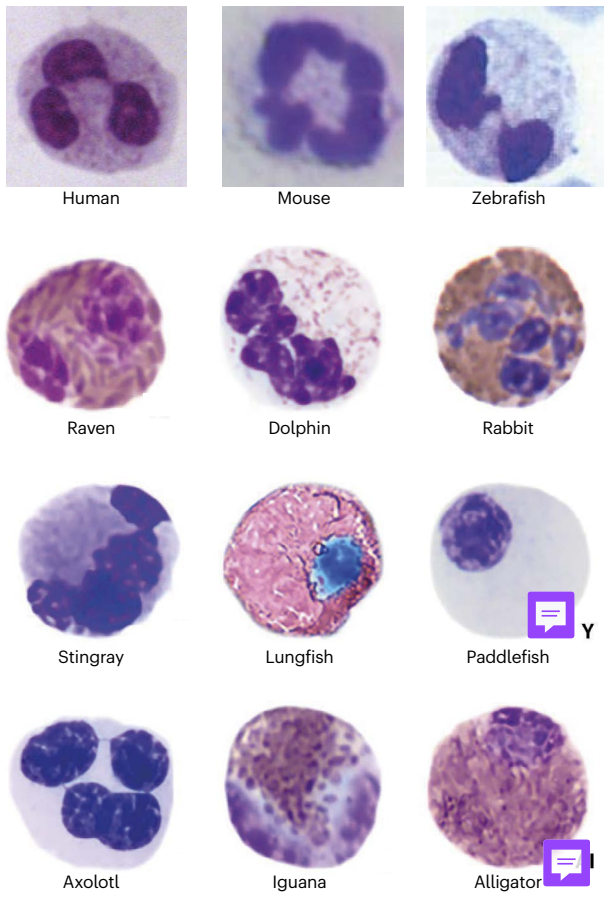 Human Mouse Zebrafish
Raven Dolphin Rabbit
Y
Stingray Lungfish Paddlefish
Axolotl Iguana Alligator